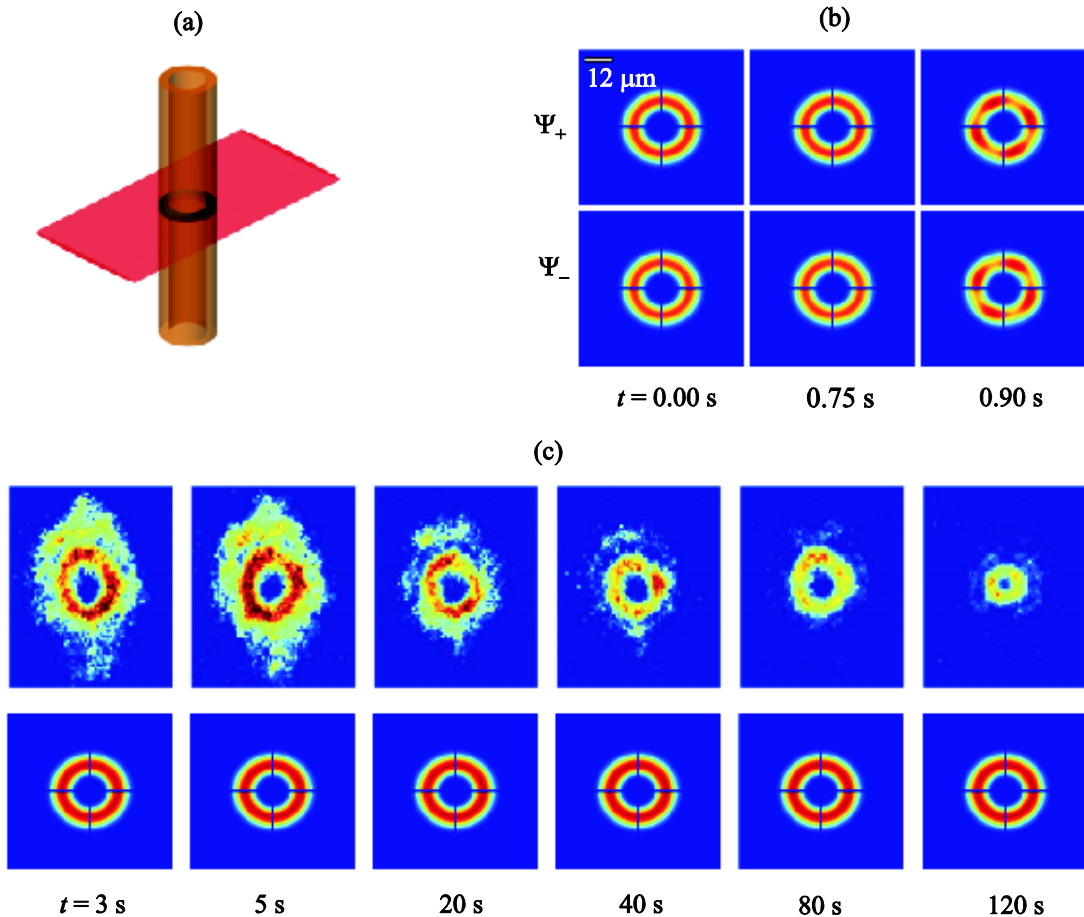 (a)
(b)
12 µm
Ψ+
Ψ−
t = 0.00 s 0.75 s 0.90 s
(c)
t = 3 s 5 s 20 s 40 s 80 s 120 s